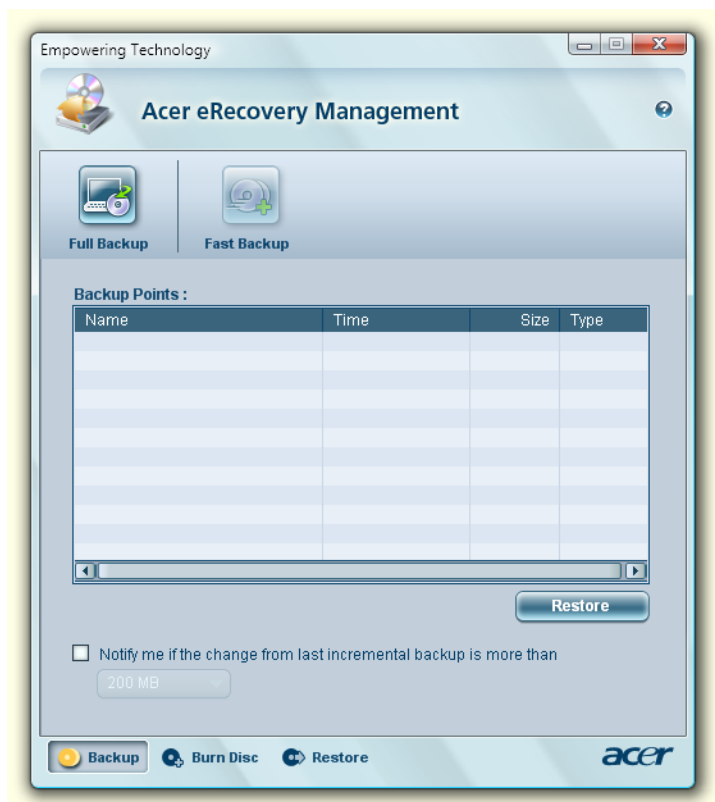 Empowering Technology
Acer eRecovery Management
Full Backup
Fast Backup
Backup Points :
Name Time Size Type
Restore
Notify me if the change from last incremental backup is more than
200 MB
Backup Burn Disc Restore acer